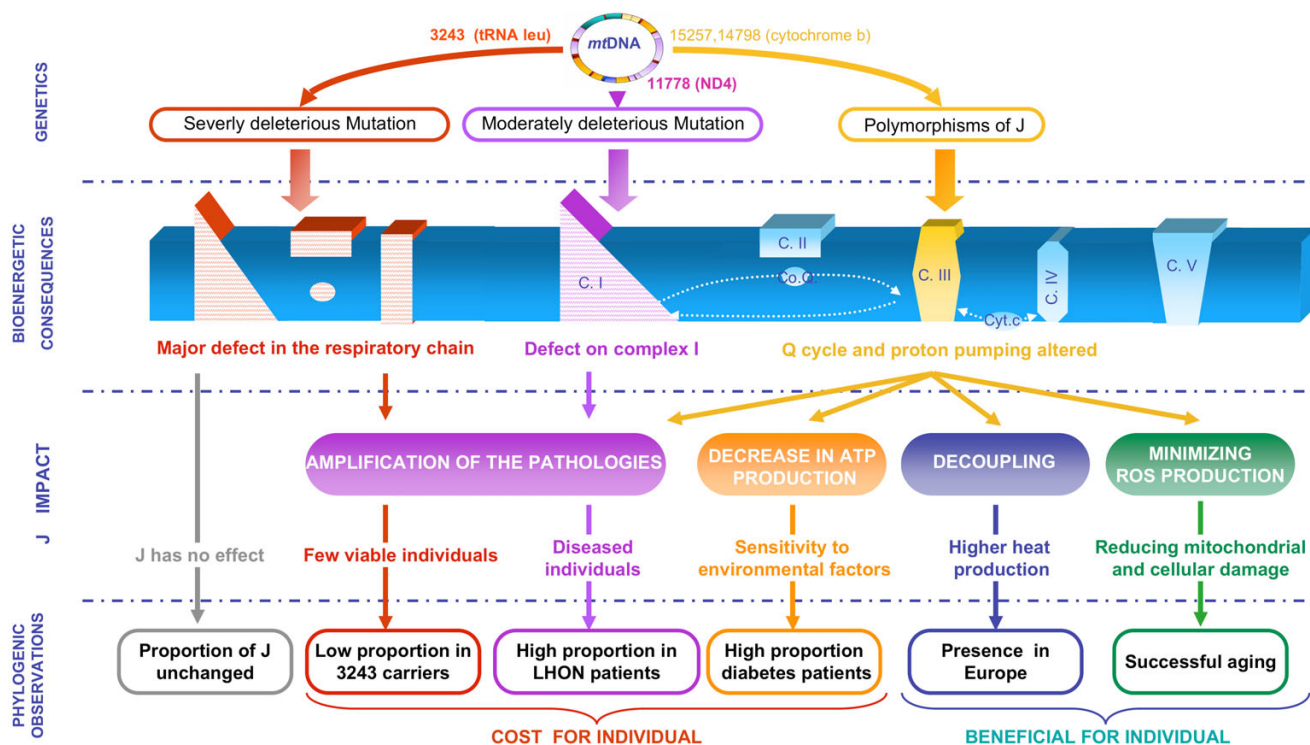 3243 (tRNA leu)
mtDNA
15257,14798 (cytochrome b)
11778 (ND4)
GENETICS
Severly deleterious Mutation
Moderately deleterious Mutation
Polymorphisms of J
BIOENERGETIC
CONSEQUENCES
C. I
C. II
Co.Q.
C. III
Cyt.c
C. IV
C. V
Major defect in the respiratory chain
Defect on complex I
Q cycle and proton pumping altered
J IMPACT
AMPLIFICATION OF THE PATHOLOGIES
DECREASE IN ATP
PRODUCTION
DECOUPLING
MINIMIZING
ROS PRODUCTION
J has no effect
Few viable individuals
Diseased
individuals
Sensitivity to
environmental factors
Higher heat
production
Reducing mitochondrial
and cellular damage
PHYLOGENIC
OBSERVATIONS
Proportion of J
unchanged
Low proportion in
3243 carriers
High proportion in
LHON patients
High proportion
diabetes patients
Presence in
Europe
Successful aging
COST FOR INDIVIDUAL
BENEFICIAL FOR INDIVIDUAL